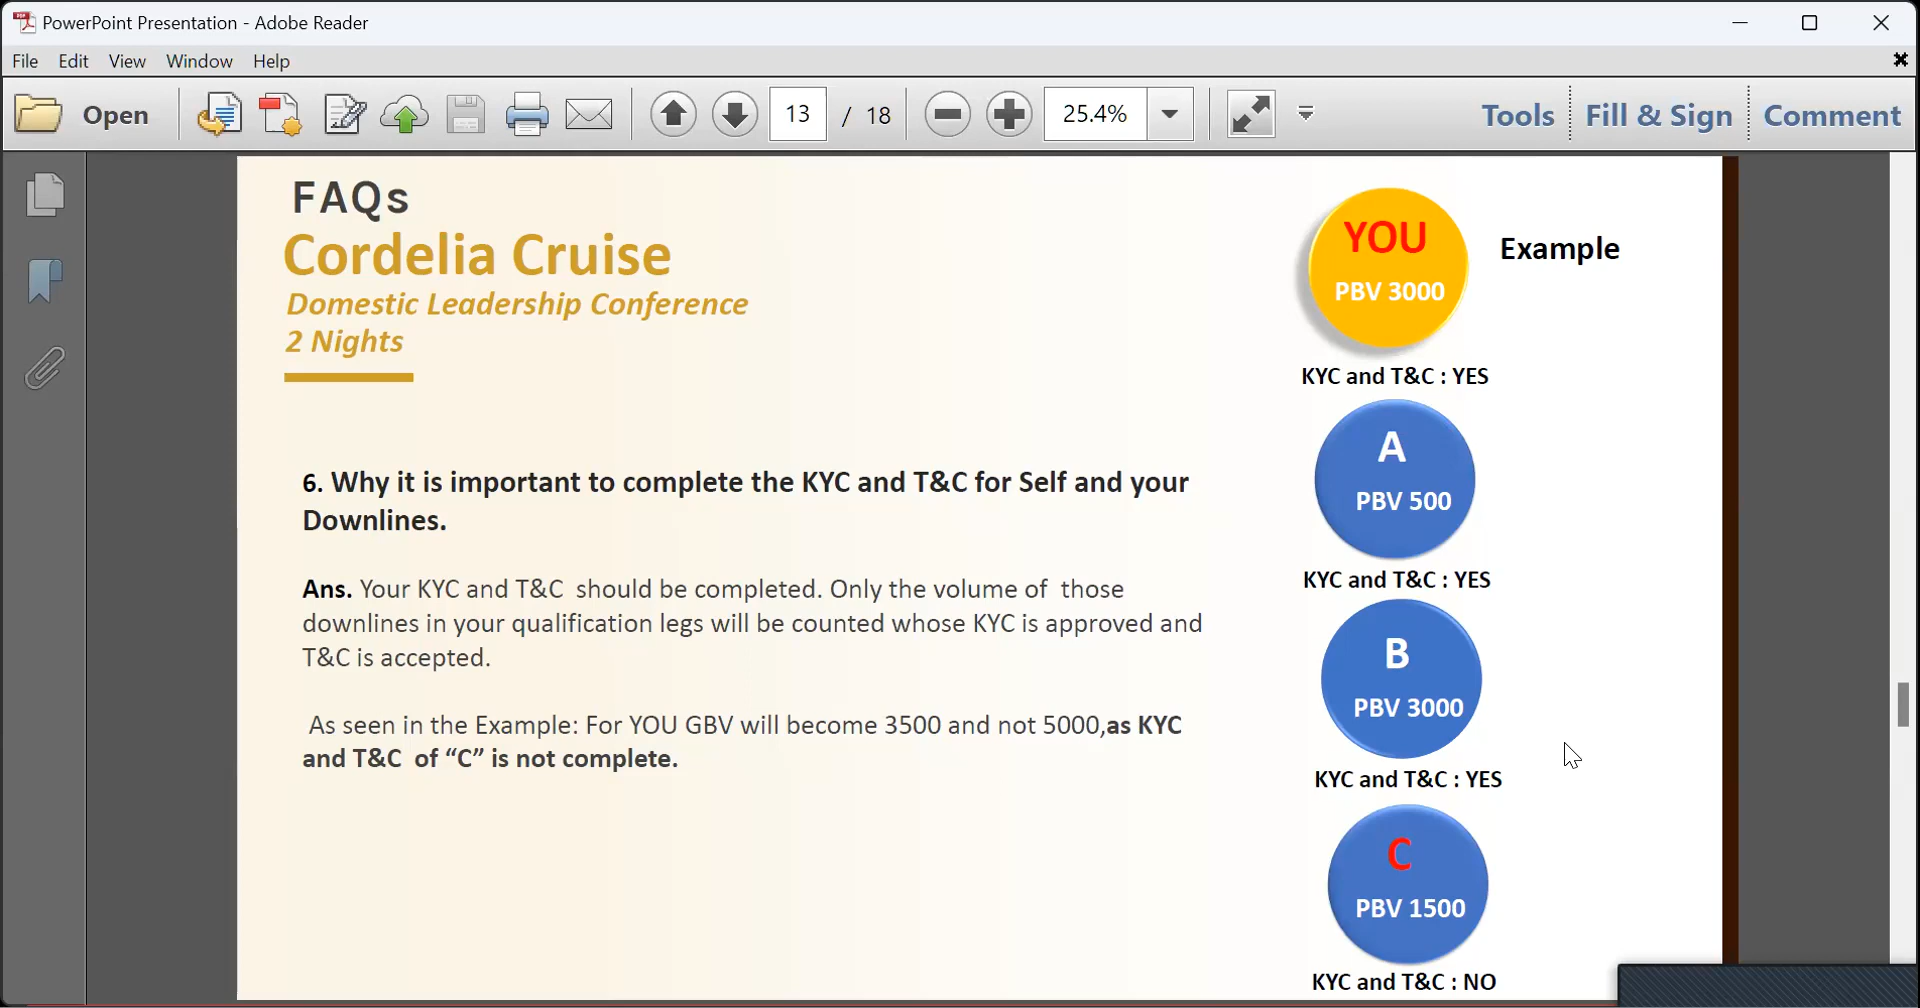 PowerPoint Presentation - Adobe Reader
File Edit View Window Help
Open 13 / 18 25.4% Tools Fill & Sign Comment
FAQs
Cordelia Cruise
Domestic Leadership Conference
2 Nights
6. Why it is important to complete the KYC and T&C for Self and your
Downlines.
Ans. Your KYC and T&C should be completed. Only the volume of those
downlines in your qualification legs will be counted whose KYC is approved and
T&C is accepted.
As seen in the Example: For YOU GBV will become 3500 and not 5000,as KYC
and T&C of “C” is not complete.
Example
YOU
PBV 3000
KYC and T&C : YES
A
PBV 500
KYC and T&C : YES
B
PBV 3000
KYC and T&C : YES
C
PBV 1500
KYC and T&C : NO